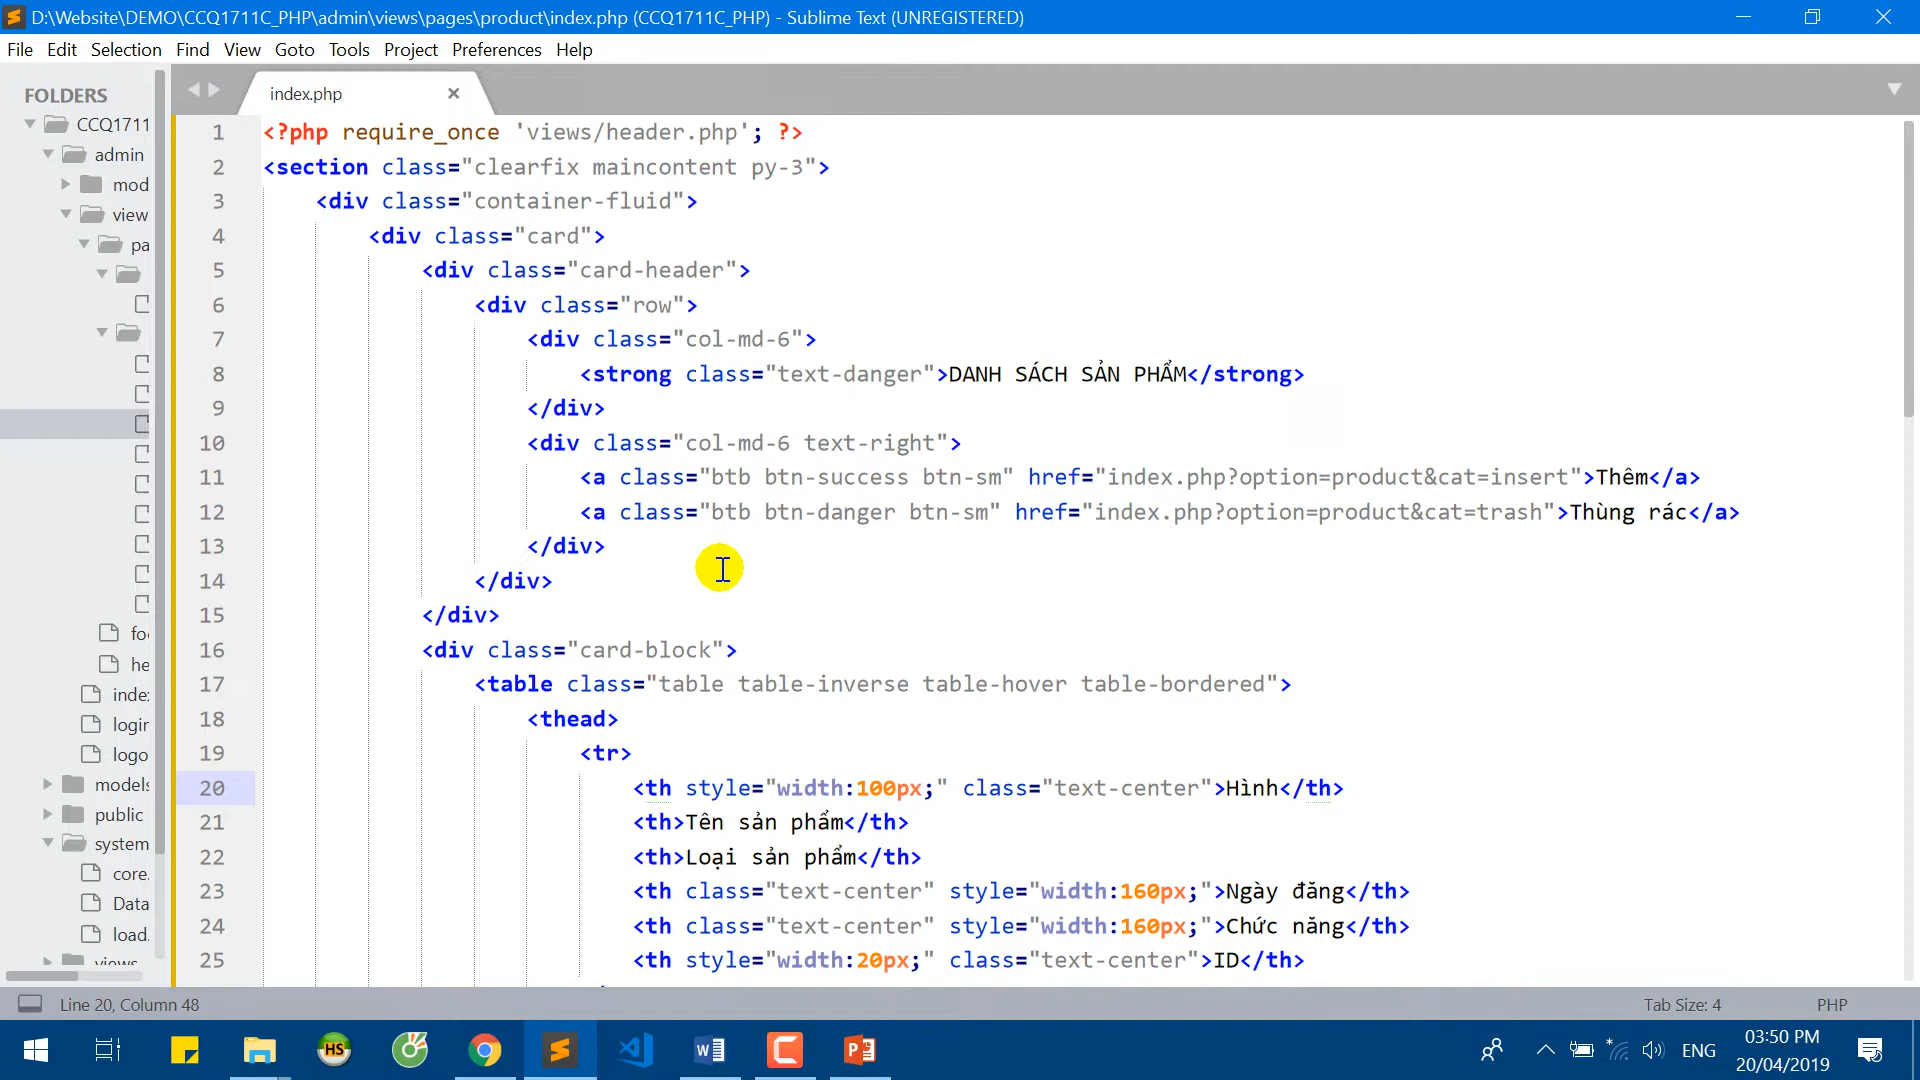 D:\Website\DEMO\CCQ1711C_PHP\admin\views\pages\product\index.php (CCQ1711C_PHP) - Sublime Text (UNREGISTERED)
File Edit Selection Find View Goto Tools Project Preferences Help
FOLDERS
CCQ1711
admin
mod
view
pa
fo
he
inde
login
logo
models
public
system
core.
Data
load.
views
index.php
1 <?php require_once 'views/header.php'; ?>
2 <section class="clearfix maincontent py-3">
3 <div class="container-fluid">
4 <div class="card">
5 <div class="card-header">
6 <div class="row">
7 <div class="col-md-6">
8 <strong class="text-danger">DANH SÁCH SẢN PHẨM</strong>
9 </div>
10 <div class="col-md-6 text-right">
11 <a class="btb btn-success btn-sm" href="index.php?option=product&cat=insert">Thêm</a>
12 <a class="btb btn-danger btn-sm" href="index.php?option=product&cat=trash">Thùng rác</a>
13 </div>
14 </div>
15 </div>
16 <div class="card-block">
17 <table class="table table-inverse table-hover table-bordered">
18 <thead>
19 <tr>
20 <th style="width:100px;" class="text-center">Hình</th>
21 <th>Tên sản phẩm</th>
22 <th>Loại sản phẩm</th>
23 <th class="text-center" style="width:160px;">Ngày đăng</th>
24 <th class="text-center" style="width:160px;">Chức năng</th>
25 <th style="width:20px;" class="text-center">ID</th>
Line 20, Column 48
Tab Size: 4
PHP
HS
ENG
03:50 PM
20/04/2019